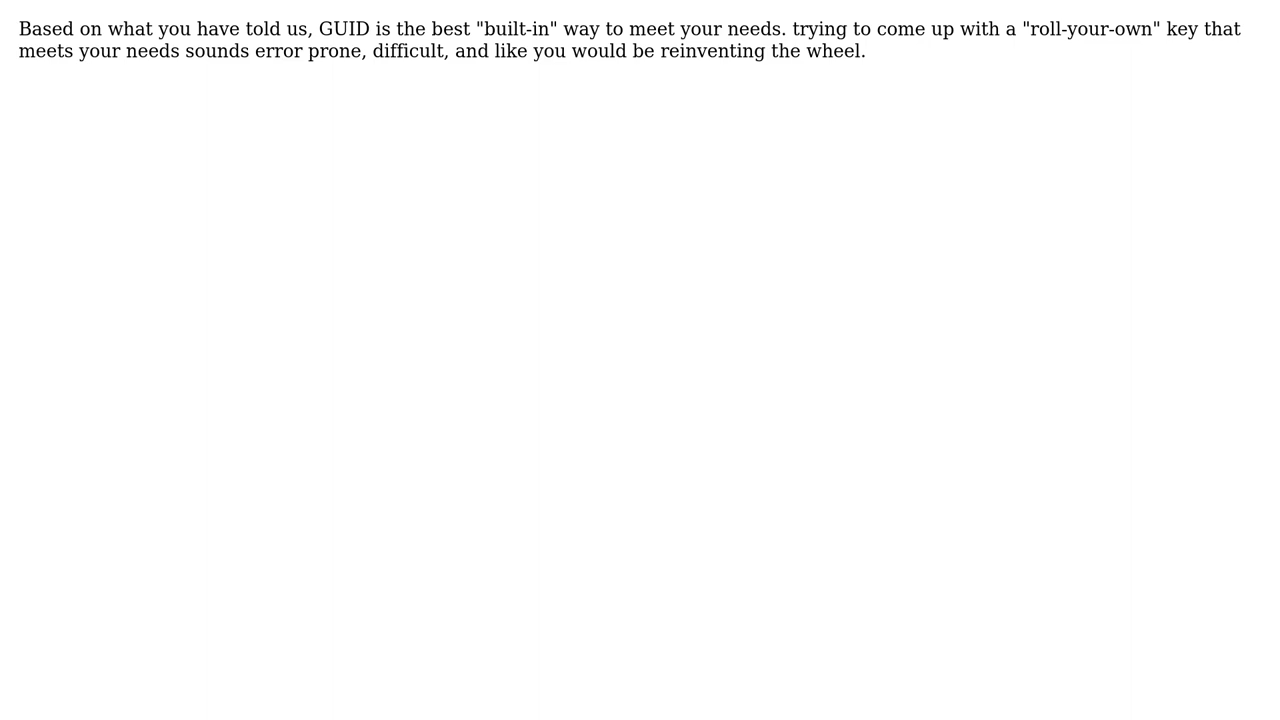 Based on what you have told us, GUID is the best "built-in" way to meet your needs. trying to come up with a "roll-your-own" key that
meets your needs sounds error prone, difficult, and like you would be reinventing the wheel.